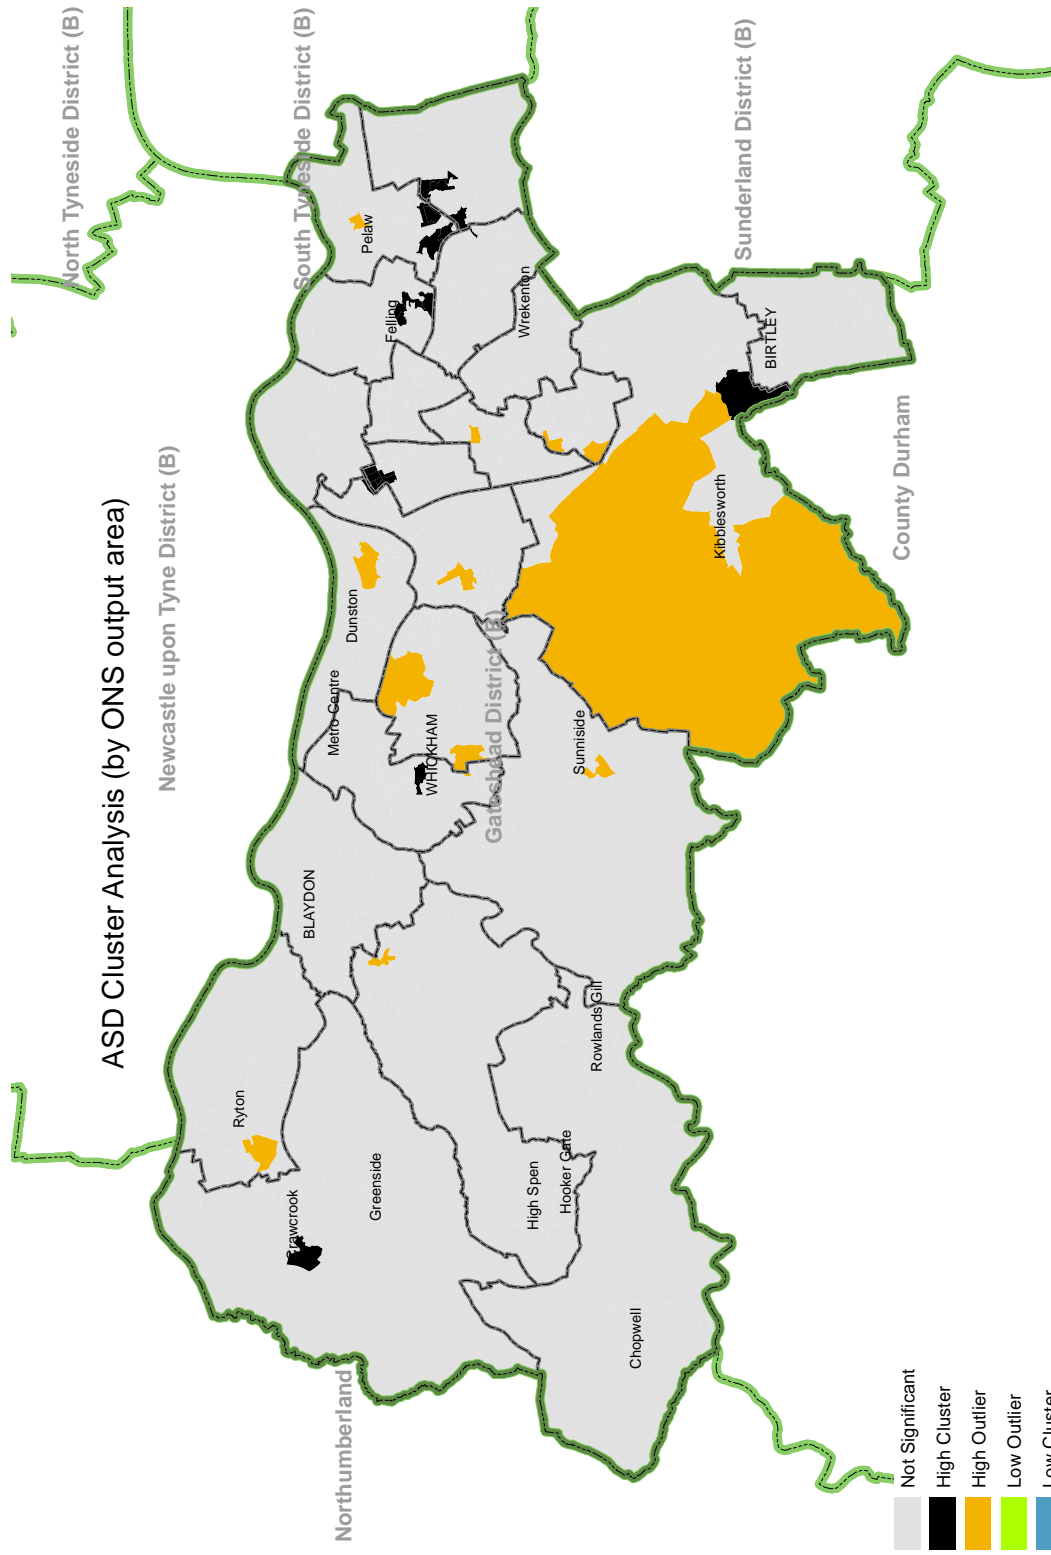 ASD Cluster Analysis (by ONS output area)
North Tyneside District (B)
South Tyneside District (B)
Newcastle upon Tyne District (B)
Sunderland District (B)
Gateshead District (B)
County Durham
Northumberland
Pelaw
Felling
Wrekenton
BIRTLEY
Kibblesworth
Dunston
Metro Centre
WHICKHAM
Sunniside
BLAYDON
Rowlands Gill
Ryton
Crawcrook
Greenside
High Spen
Hooker Gate
Chopwell
Not Significant
High Cluster
High Outlier
Low Outlier
Low Cluster